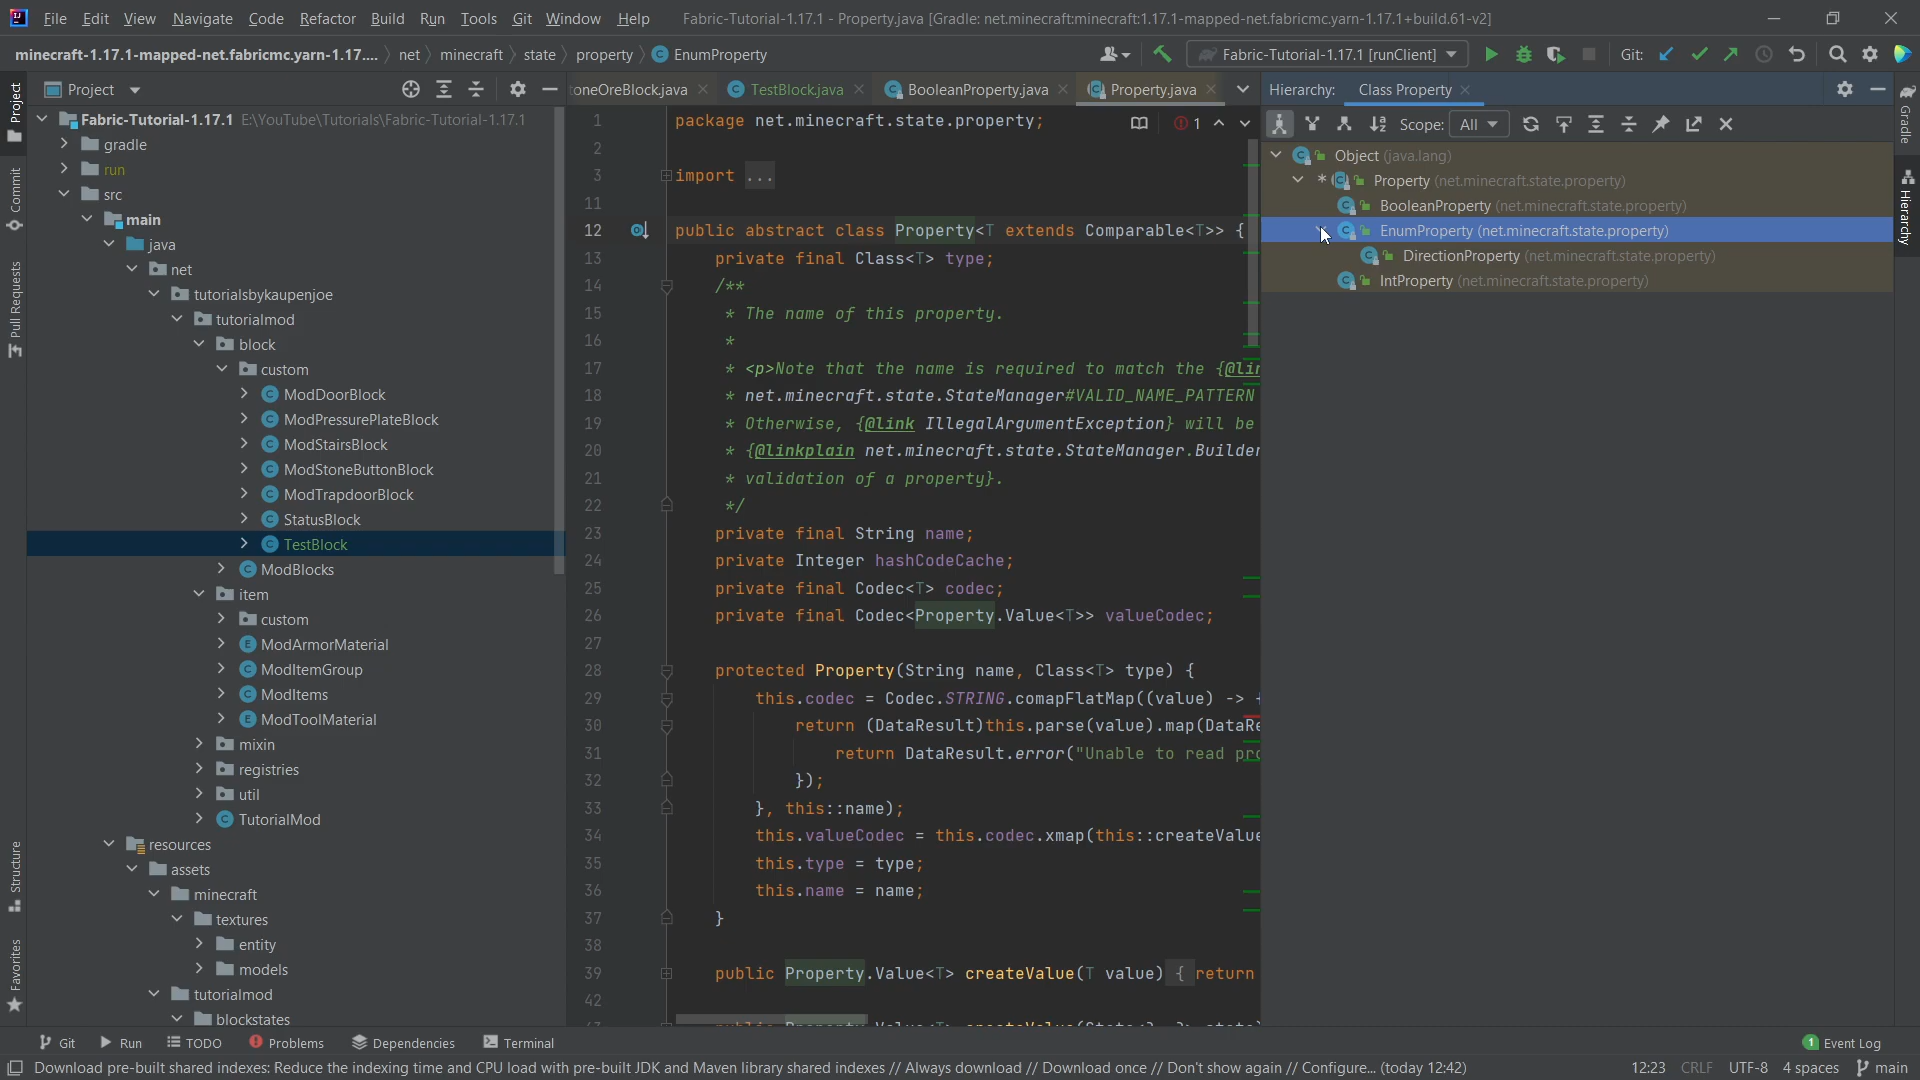 File Edit View Navigate Code Refactor Build Run Tools Git Window Help Fabric-Tutorial-1.17.1 - Property.java [Gradle: net.minecraft:minecraft:1.17.1-mapped-net.fabricmc.yarn-1.17.1+build.61-v2]
minecraft-1.17.1-mapped-net.fabricmc.yarn-1.17.... net minecraft state property EnumProperty Fabric-Tutorial-1.17.1 [runClient] Git:
Project oneOreBlock.java TestBlock.java BooleanProperty.java Property.java Hierarchy: Class Property
Project
Commit
Pull Requests
Structure
Favorites
Fabric-Tutorial-1.17.1 E:\YouTube\Tutorials\Fabric-Tutorial-1.17.1
gradle
run
src
main
java
net
tutorialsbykaupenjoe
tutorialmod
block
custom
ModDoorBlock
ModPressurePlateBlock
ModStairsBlock
ModStoneButtonBlock
ModTrapdoorBlock
StatusBlock
TestBlock
ModBlocks
item
custom
ModArmorMaterial
ModItemGroup
ModItems
ModToolMaterial
mixin
registries
util
TutorialMod
resources
assets
minecraft
textures
entity
models
tutorialmod
blockstates
1 package net.minecraft.state.property; 1
2
3 import ...
11
12 public abstract class Property<T extends Comparable<T>> {
13 private final Class<T> type;
14 /**
15 * The name of this property.
16 *
17 * <p>Note that the name is required to match the {@lin
18 * net.minecraft.state.StateManager#VALID_NAME_PATTERN
19 * Otherwise, {@link IllegalArgumentException} will be
20 * {@linkplain net.minecraft.state.StateManager.Builder
21 * validation of a property}.
22 */
23 private final String name;
24 private Integer hashCodeCache;
25 private final Codec<T> codec;
26 private final Codec<Property.Value<T>> valueCodec;
27
28 protected Property(String name, Class<T> type) {
29 this.codec = Codec.STRING.comapFlatMap((value) -> {
30 return (DataResult)this.parse(value).map(DataRe
31 return DataResult.error("Unable to read pro
32 });
33 }, this::name);
34 this.valueCodec = this.codec.xmap(this::createValue
35 this.type = type;
36 this.name = name;
37 }
38
39 public Property.Value<T> createValue(T value) { return
42
Scope: All
Object (java.lang)
* Property (net.minecraft.state.property)
BooleanProperty (net.minecraft.state.property)
EnumProperty (net.minecraft.state.property)
DirectionProperty (net.minecraft.state.property)
IntProperty (net.minecraft.state.property)
Gradle
Hierarchy
Git Run TODO Problems Dependencies Terminal 1 Event Log
Download pre-built shared indexes: Reduce the indexing time and CPU load with pre-built JDK and Maven library shared indexes // Always download // Download once // Don't show again // Configure... (today 12:42) 12:23 CRLF UTF-8 4 spaces main